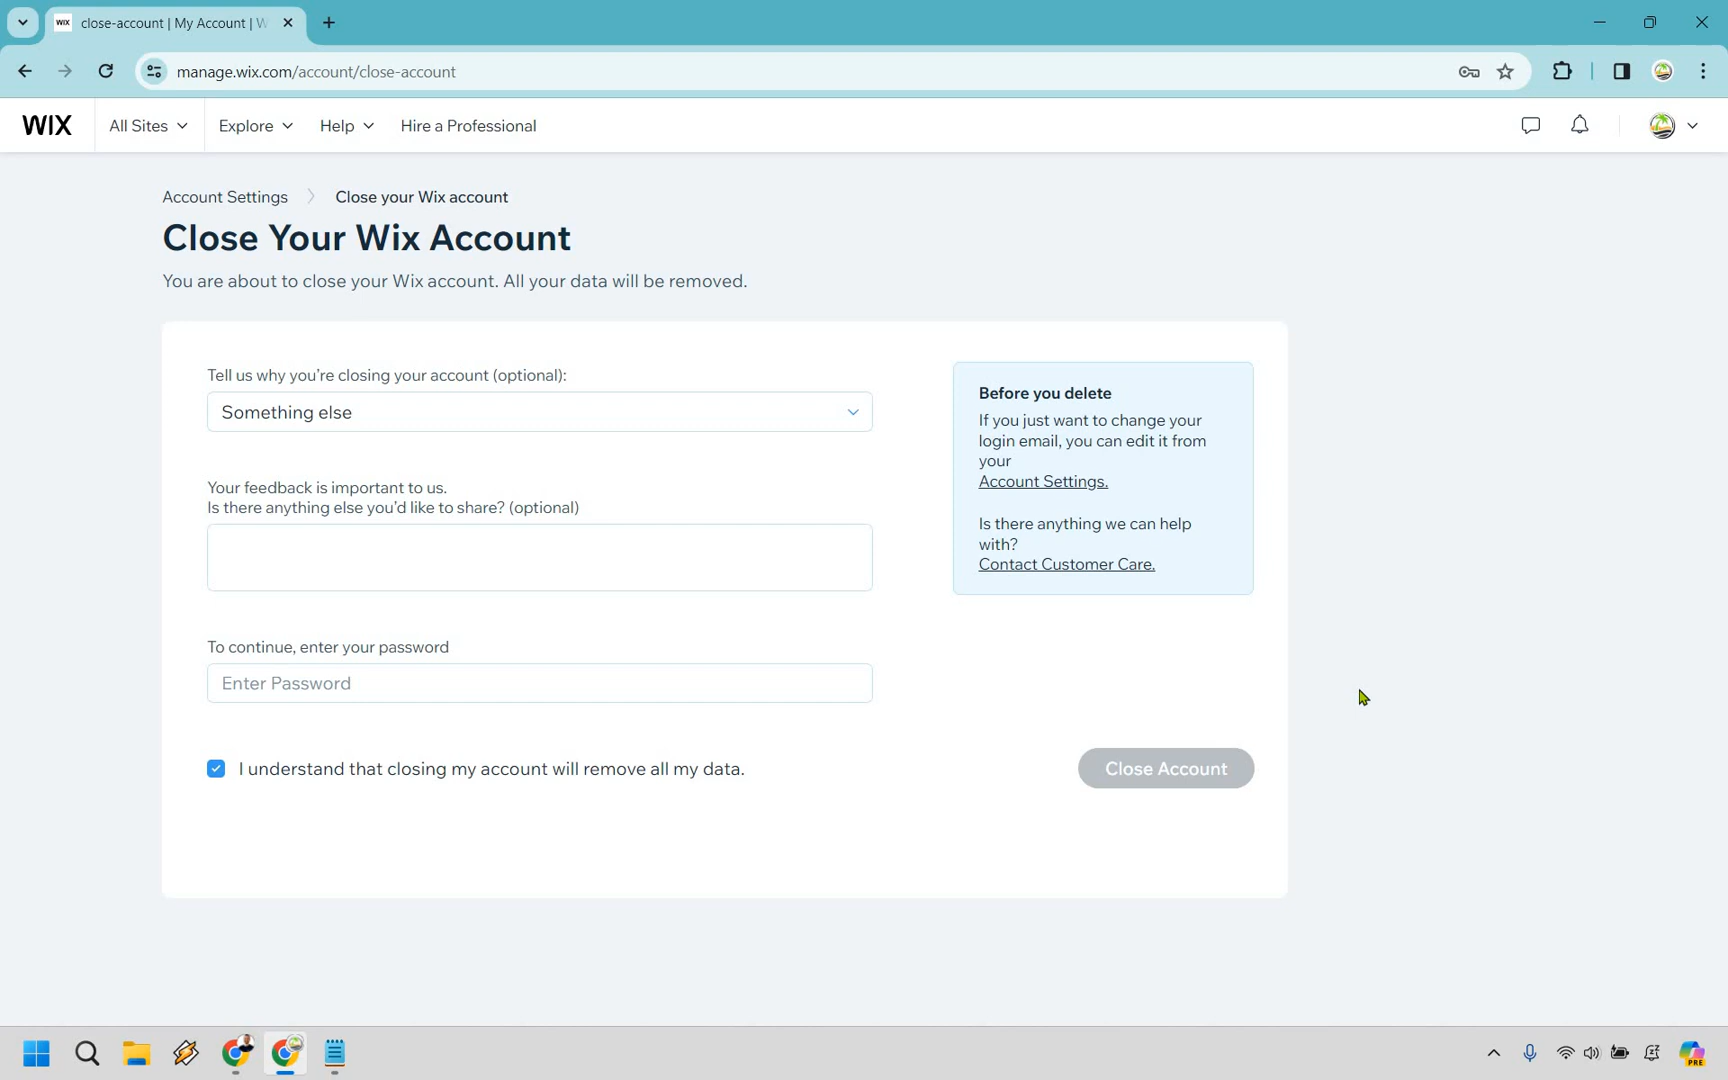 WIX close-account | My Account | W
manage.wix.com/account/close-account
WIX
All Sites
Explore
Help
Hire a Professional
Account Settings
Close your Wix account
Close Your Wix Account
You are about to close your Wix account. All your data will be removed.
Tell us why you're closing your account (optional):
Something else
Your feedback is important to us.
Is there anything else you'd like to share? (optional)
To continue, enter your password
Enter Password
I understand that closing my account will remove all my data.
Before you delete
If you just want to change your
login email, you can edit it from
your
Account Settings.
Is there anything we can help
with?
Contact Customer Care.
Close Account
PRE